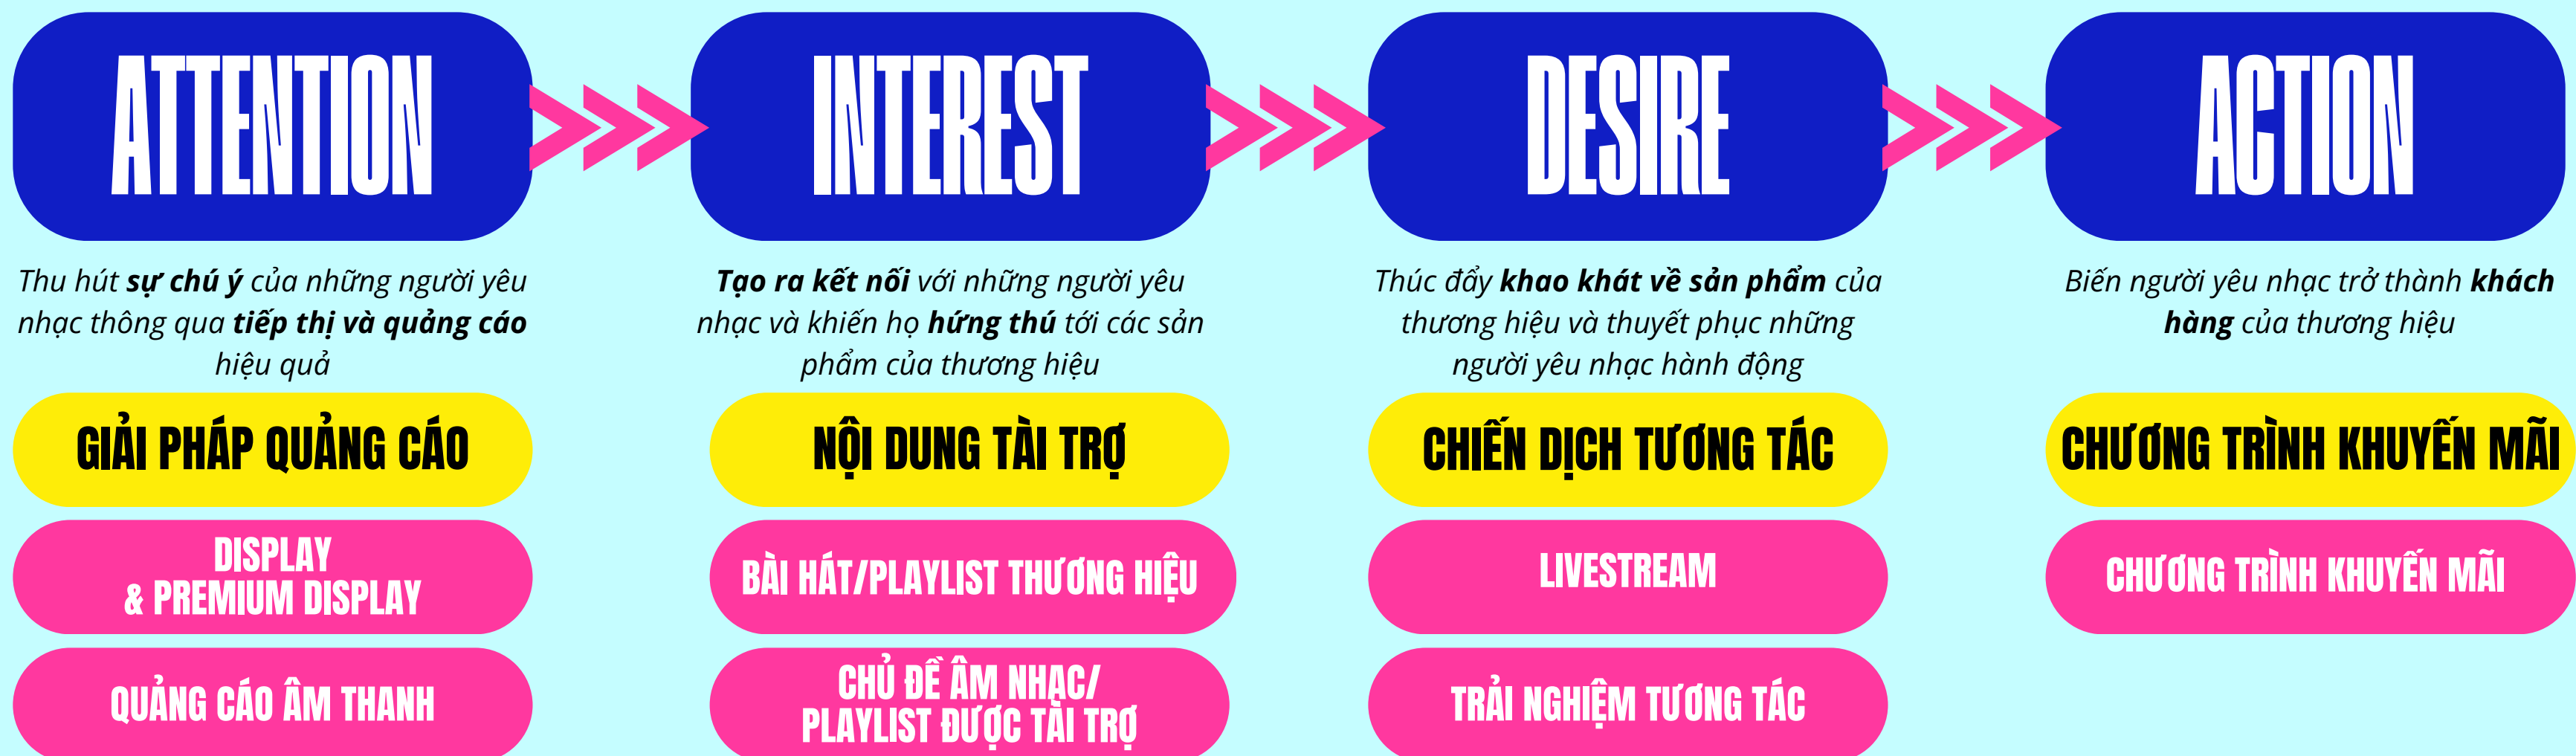 ATTENTION
Thu hút sự chú ý của những người yêu
nhạc thông qua tiếp thị và quảng cáo
hiệu quả
GIẢI PHÁP QUẢNG CÁO
DISPLAY
& PREMIUM DISPLAY
QUẢNG CÁO ÂM THANH
INTEREST
Tạo ra kết nối với những người yêu
nhạc và khiến họ hứng thú tới các sản
phẩm của thương hiệu
NỘI DUNG TÀI TRỢ
BÀI HÁT/PLAYLIST THƯƠNG HIỆU
CHỦ ĐỀ ÂM NHẠC/
PLAYLIST ĐƯỢC TÀI TRỢ
DESIRE
Thúc đẩy khao khát về sản phẩm của
thương hiệu và thuyết phục những
người yêu nhạc hành động
CHIẾN DỊCH TƯƠNG TÁC
LIVESTREAM
TRẢI NGHIỆM TƯƠNG TÁC
ACTION
Biến người yêu nhạc trở thành khách
hàng của thương hiệu
CHƯƠNG TRÌNH KHUYẾN MÃI
CHƯƠNG TRÌNH KHUYẾN MÃI